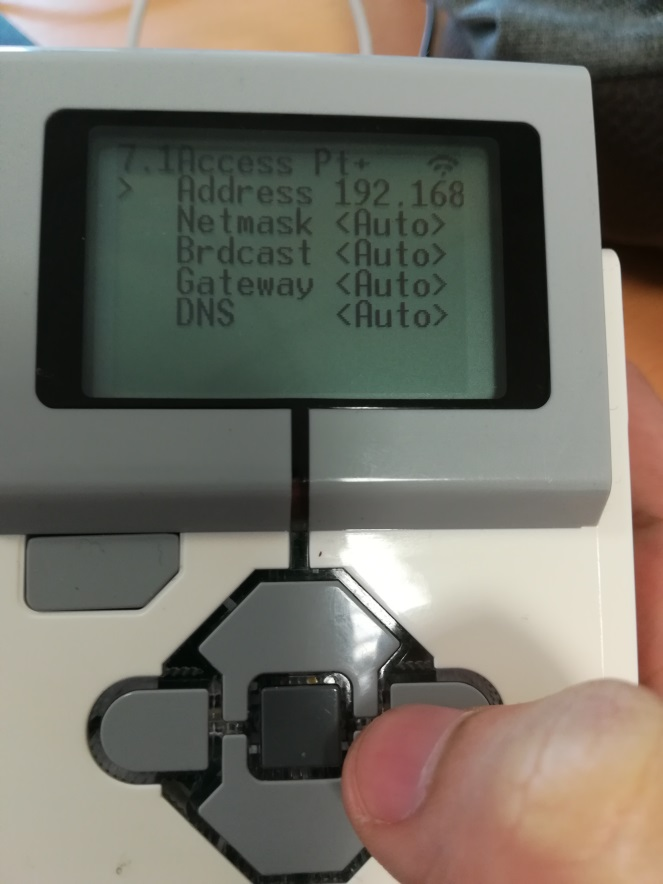 7.1Access Pt+
> Address 192.168
Netmask <Auto>
Brdcast <Auto>
Gateway <Auto>
DNS <Auto>